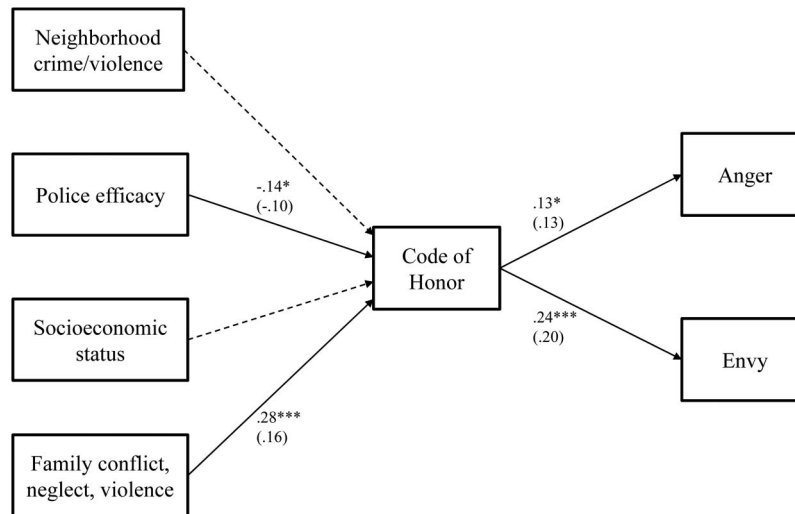 Neighborhood
crime/violence
Police efficacy
-.14*
(-.10)
Socioeconomic
status
Family conflict,
neglect, violence
.28***
(.16)
Code of
Honor
.13*
(.13)
Anger
.24***
(.20)
Envy